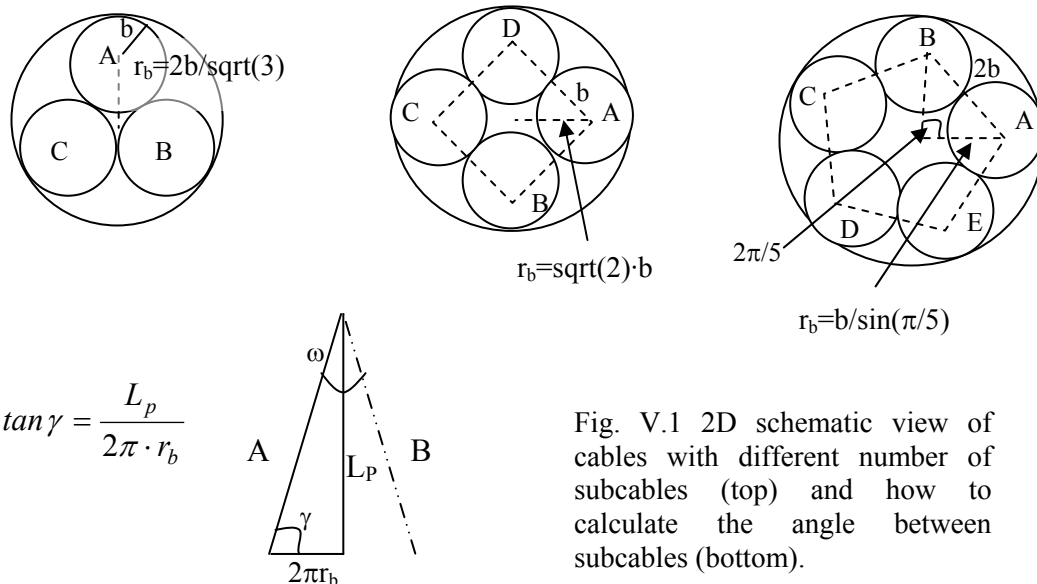 b
A
r_b=2b/sqrt(3)
C
B
D
b
C
A
B
r_b=sqrt(2)·b
B
2b
C
A
D
E
2π/5
r_b=b/sin(π/5)
tan γ = L_p / 2π · r_b
ω
A
B
L_P
γ
2πr_b
Fig. V.1 2D schematic view of
cables with different number of
subcables (top) and how to
calculate the angle between
subcables (bottom).